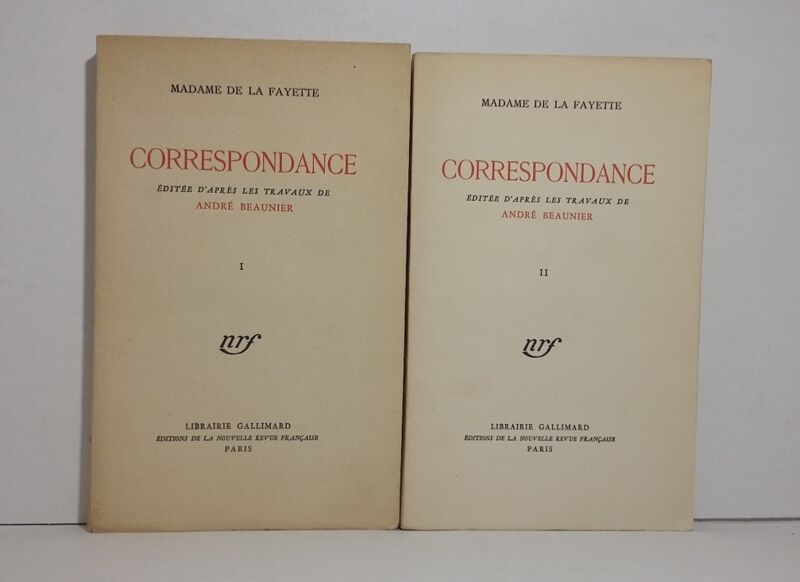 MADAME DE LA FAYETTE
CORRESPONDANCE
ÉDITÉE D'APRÈS LES TRAVAUX DE
ANDRÉ BEAUNIER
I
nrf
LIBRAIRIE GALLIMARD
ÉDITIONS DE LA NOUVELLE REVUE FRANÇAISE
PARIS
MADAME DE LA FAYETTE
CORRESPONDANCE
ÉDITÉE D'APRÈS LES TRAVAUX DE
ANDRÉ BEAUNIER
II
nrf
LIBRAIRIE GALLIMARD
ÉDITIONS DE LA NOUVELLE REVUE FRANÇAISE
PARIS